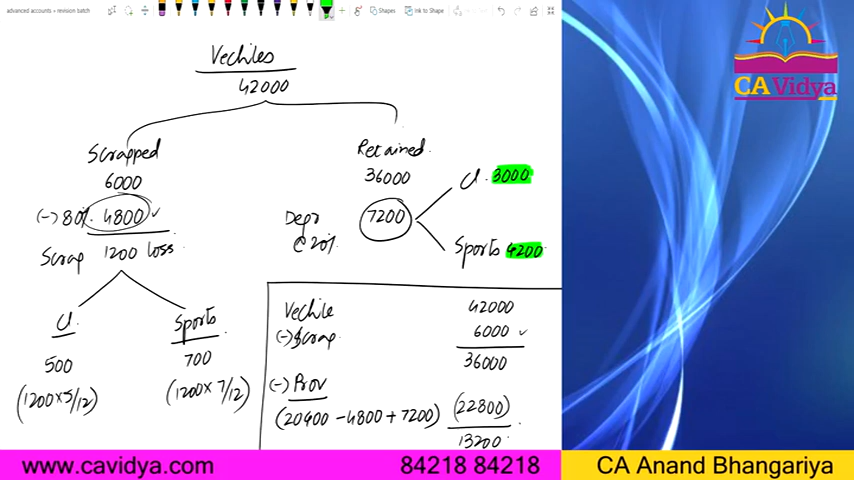 advanced accounts + revision batch
Shapes
Ink to Shape
CA Vidya
Vechiles
42000
Scrapped
6000
(-) 80% 4800
Scrap 1200 loss
U.
500
(1200×5/12)
Sports
700
(1200× 7/12)
Retained.
36000
Depr @20%
7200
U. 3000
Sports 4200
Vechile 42000
(-) Scrap 6000
36000
(-) Prov
(20400 - 4800 + 7200) (22800)
13200
www.cavidya.com
84218 84218
CA Anand Bhangariya